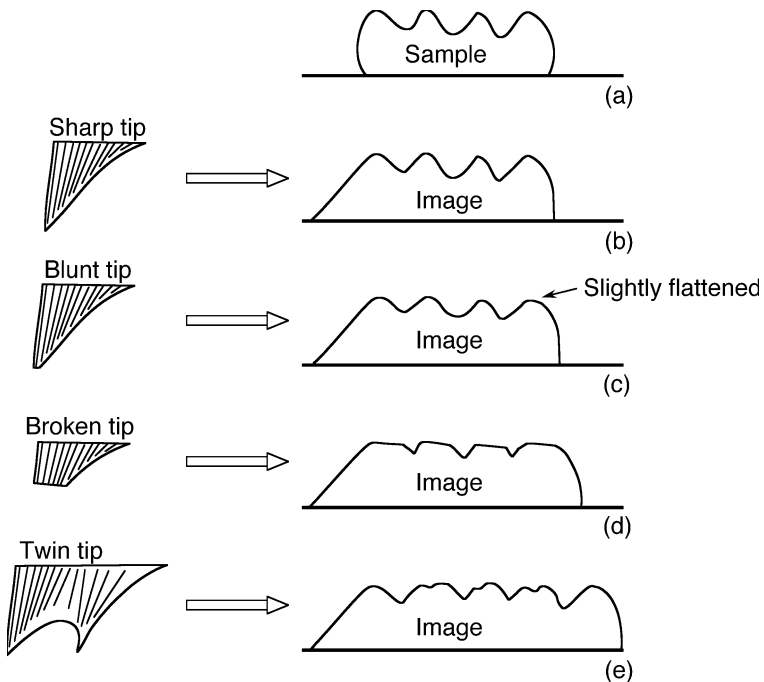 Sample
(a)
Sharp tip
Image
(b)
Blunt tip
Slightly flattened
Image
(c)
Broken tip
Image
(d)
Twin tip
Image
(e)